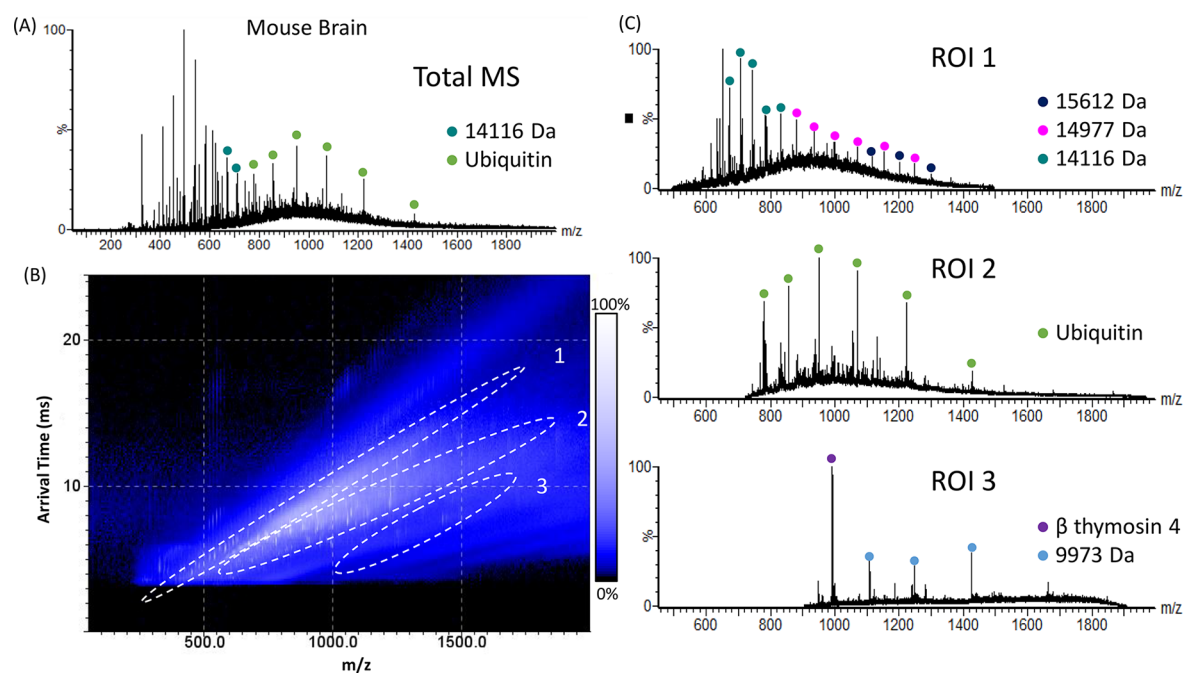 (A)
Mouse Brain
Total MS
100
%
0
14116 Da
Ubiquitin
200 400 600 800 1000 1200 1400 1600 1800 m/z
(B)
Arrival Time (ms)
20
10
1
2
3
500.0 1000.0 1500.0
m/z
100%
0%
(C)
ROI 1
100
%
0
15612 Da
14977 Da
14116 Da
600 800 1000 1200 1400 1600 1800 m/z
ROI 2
100
%
0
Ubiquitin
600 800 1000 1200 1400 1600 1800 m/z
ROI 3
100
%
0
β thymosin 4
9973 Da
600 800 1000 1200 1400 1600 1800 m/z